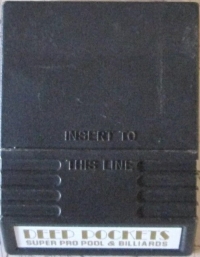 INSERT TO
THIS LINE
DEEP POCKETS
SUPER PRO POOL & BILLIARDS